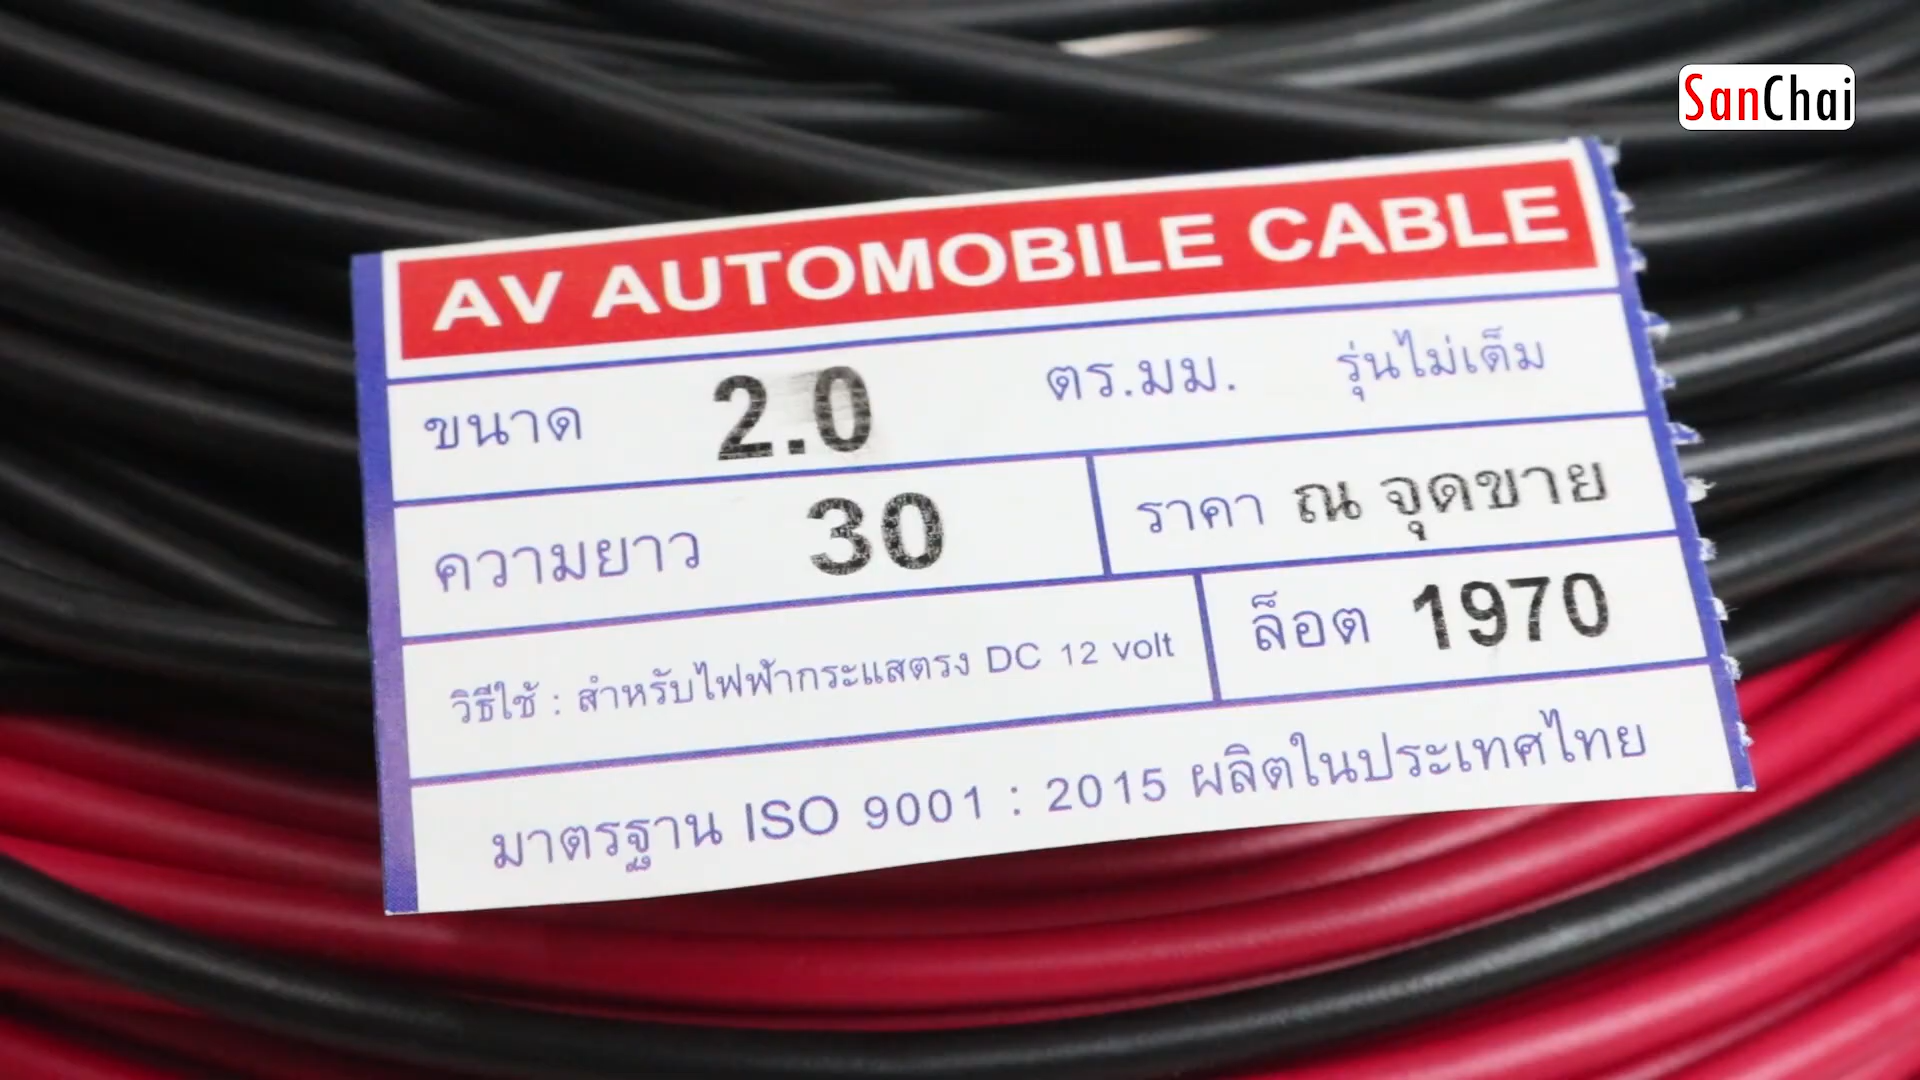 SanChai
AV AUTOMOBILE CABLE
ขนาด 2.0 ตร.มม. รุ่นไม่เต็ม
ความยาว 30 ราคา ณ จุดขาย
วิธีใช้ : สำหรับไฟฟ้ากระแสตรง DC 12 volt ล็อต 1970
มาตรฐาน ISO 9001 : 2015 ผลิตในประเทศไทย